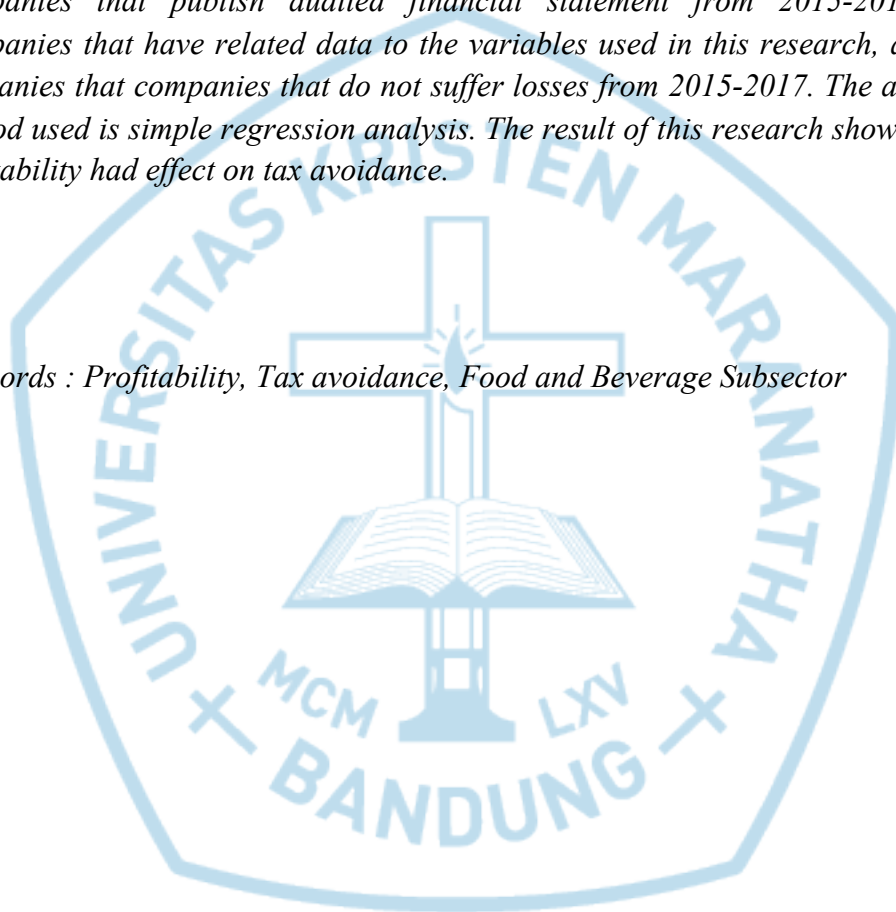 panies that publish audited financial statement from 2015-201
panies that have related data to the variables used in this research, a
anies that companies that do not suffer losses from 2015-2017. The a
od used is simple regression analysis. The result of this research show
tability had effect on tax avoidance.
ords : Profitability, Tax avoidance, Food and Beverage Subsector
UNIVERSITAS KRISTEN MARANATHA
MCM LXV
BANDUNG